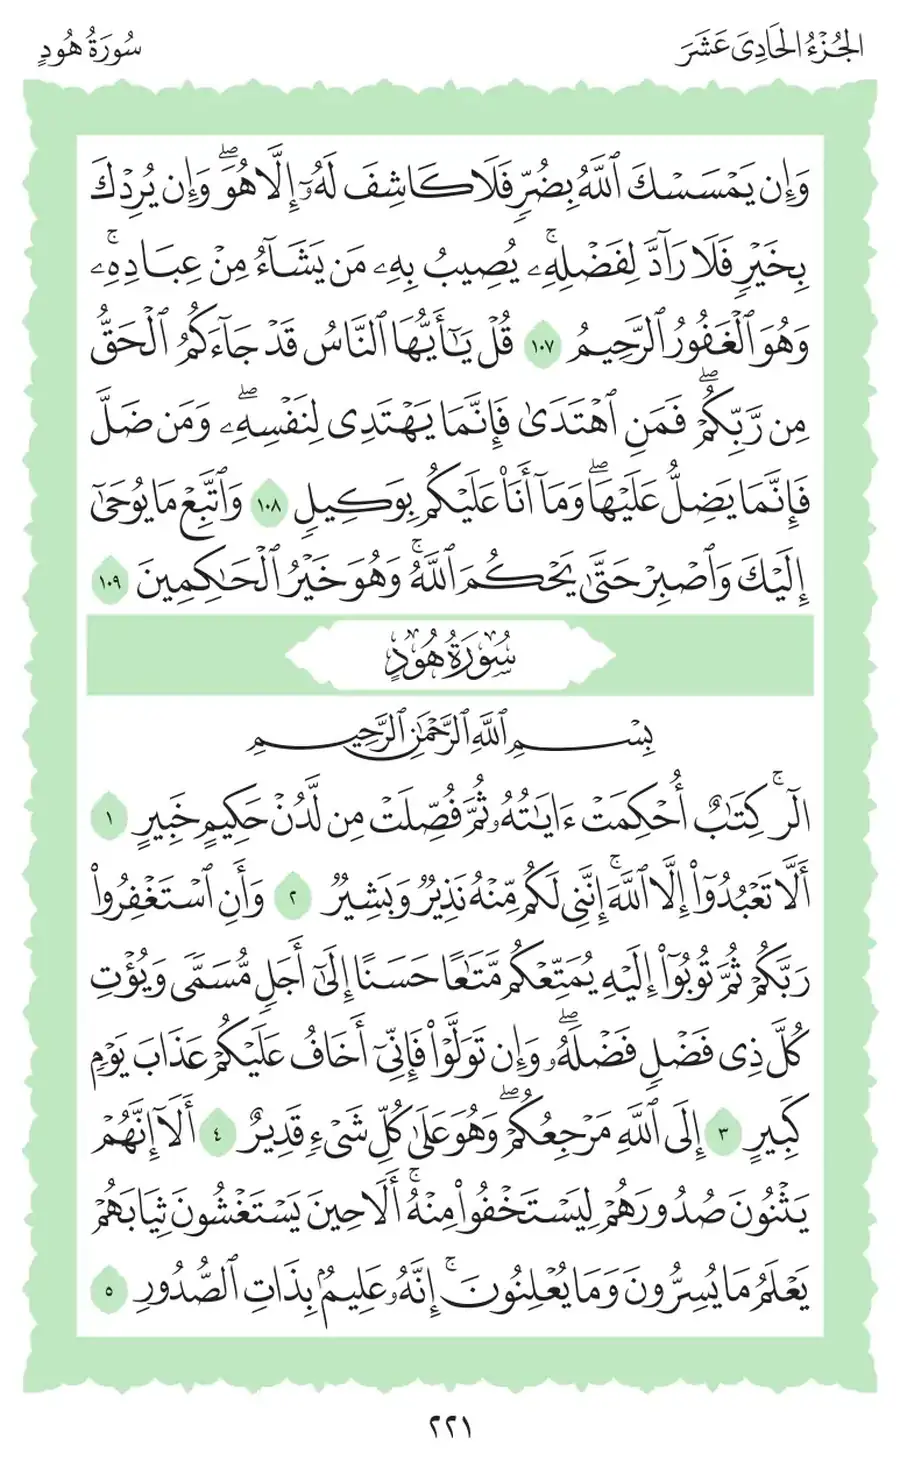 الجُزْءُ الحَادِىَ عَشَرَ
سُورَةُ هُودٍ
وَإِن يَمْسَسْكَ ٱللَّهُ بِضُرٍّ فَلَا كَاشِفَ لَهُۥٓ إِلَّا هُوَۖ وَإِن يُرِدْكَ
بِخَيْرٍ فَلَا رَآدَّ لِفَضْلِهِۦۚ يُصِيبُ بِهِۦ مَن يَشَآءُ مِنْ عِبَادِهِۦۚ
وَهُوَ ٱلْغَفُورُ ٱلرَّحِيمُ ١٠٧ قُلْ يَـٰٓأَيُّهَا ٱلنَّاسُ قَدْ جَآءَكُمُ ٱلْحَقُّ
مِن رَّبِّكُمْۖ فَمَنِ ٱهْتَدَىٰ فَإِنَّمَا يَهْتَدِى لِنَفْسِهِۦۖ وَمَن ضَلَّ
فَإِنَّمَا يَضِلُّ عَلَيْهَاۖ وَمَآ أَنَا۠ عَلَيْكُم بِوَكِيلٍ ١٠٨ وَٱتَّبِعْ مَا يُوحَىٰٓ
إِلَيْكَ وَٱصْبِرْ حَتَّىٰ يَحْكُمَ ٱللَّهُۚ وَهُوَ خَيْرُ ٱلْحَـٰكِمِينَ ١٠٩
سُورَةُ هُودٍ
بِسْمِ ٱللَّهِ ٱلرَّحْمَـٰنِ ٱلرَّحِيمِ
الٓرۚ كِتَـٰبٌ أُحْكِمَتْ ءَايَـٰتُهُۥ ثُمَّ فُصِّلَتْ مِن لَّدُنْ حَكِيمٍ خَبِيرٍ ١
أَلَّا تَعْبُدُوٓا۟ إِلَّا ٱللَّهَۚ إِنَّنِى لَكُم مِّنْهُ نَذِيرٌ وَبَشِيرٌ ٢ وَأَنِ ٱسْتَغْفِرُوا۟
رَبَّكُمْ ثُمَّ تُوبُوٓا۟ إِلَيْهِ يُمَتِّعْكُم مَّتَـٰعًا حَسَنًا إِلَىٰٓ أَجَلٍ مُّسَمًّى وَيُؤْتِ
كُلَّ ذِى فَضْلٍ فَضْلَهُۥۖ وَإِن تَوَلَّوْا۟ فَإِنِّىٓ أَخَافُ عَلَيْكُمْ عَذَابَ يَوْمٍ
كَبِيرٍ ٣ إِلَى ٱللَّهِ مَرْجِعُكُمْۖ وَهُوَ عَلَىٰ كُلِّ شَىْءٍ قَدِيرٌ ٤ أَلَآ إِنَّهُمْ
يَثْنُونَ صُدُورَهُمْ لِيَسْتَخْفُوا۟ مِنْهُۚ أَلَا حِينَ يَسْتَغْشُونَ ثِيَابَهُمْ
يَعْلَمُ مَا يُسِرُّونَ وَمَا يُعْلِنُونَۚ إِنَّهُۥ عَلِيمٌۢ بِذَاتِ ٱلصُّدُورِ ٥
٢٢١